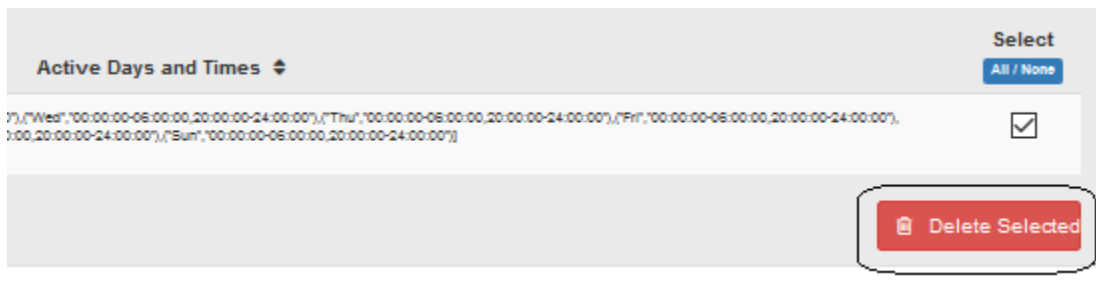 Select
Active Days and Times
All / None
"),("Wed","00:00:00-06:00:00,20:00:00-24:00:00"),("Thu","00:00:00-06:00:00,20:00:00-24:00:00"),("Fri","00:00:00-06:00:00,20:00:00-24:00:00"),
:00,20:00:00-24:00:00"),("Sun","00:00:00-06:00:00,20:00:00-24:00:00")]
Delete Selected